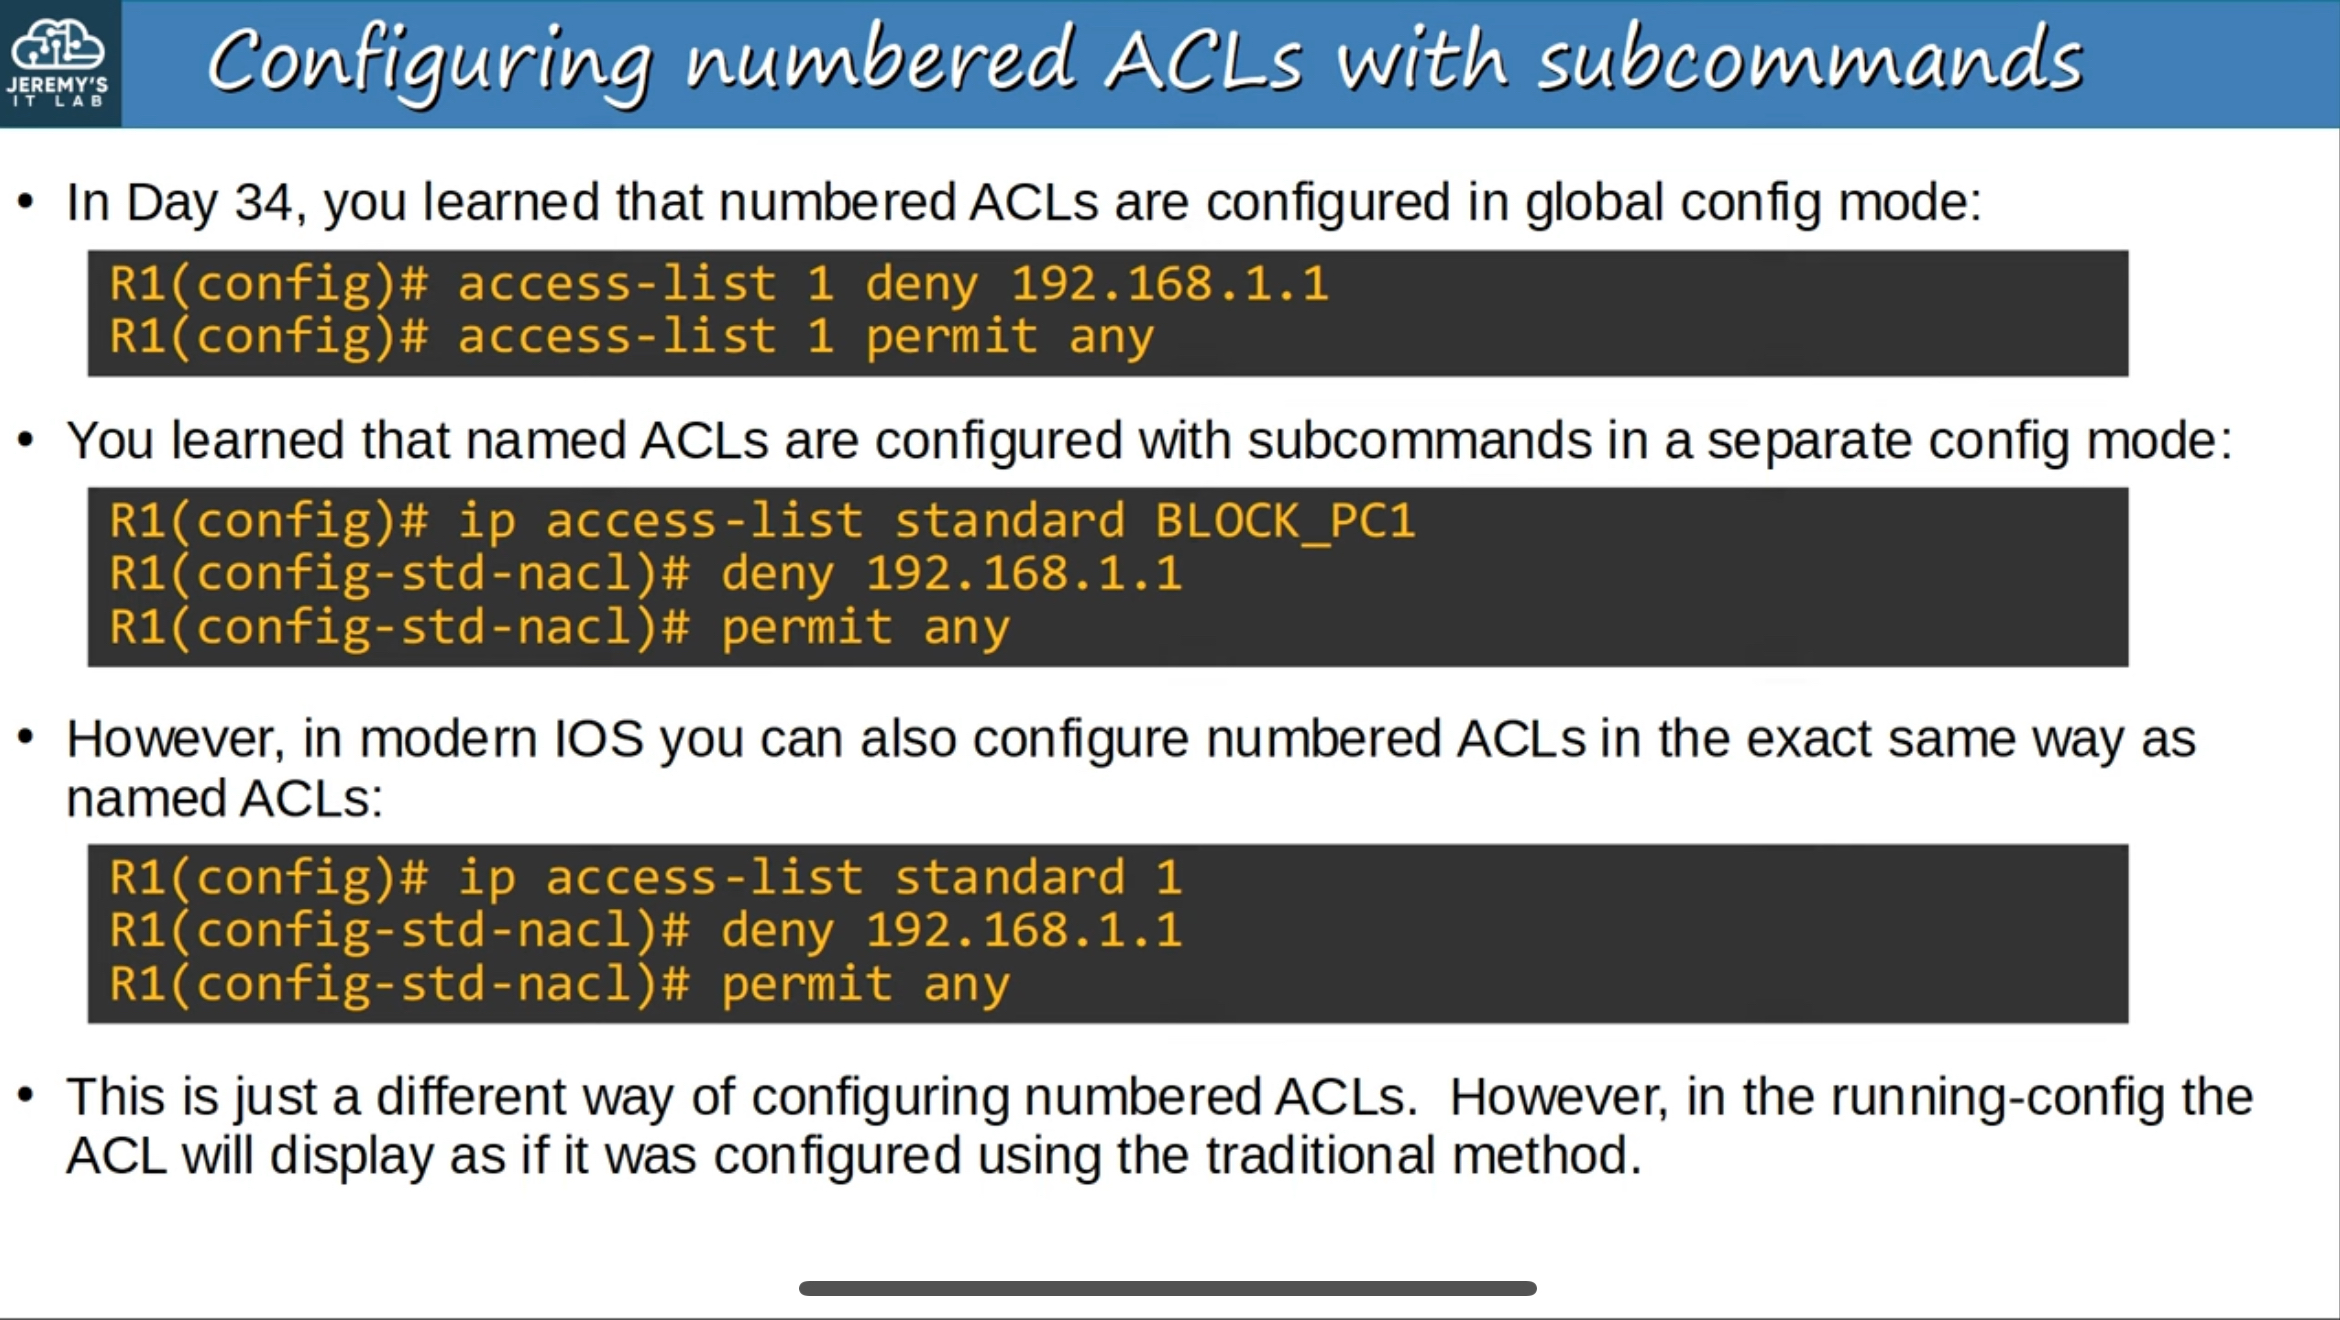 JEREMY'S
IT LAB
Configuring numbered ACLs with subcommands
• In Day 34, you learned that numbered ACLs are configured in global config mode:
R1(config)# access-list 1 deny 192.168.1.1
R1(config)# access-list 1 permit any
• You learned that named ACLs are configured with subcommands in a separate config mode:
R1(config)# ip access-list standard BLOCK_PC1
R1(config-std-nacl)# deny 192.168.1.1
R1(config-std-nacl)# permit any
• However, in modern IOS you can also configure numbered ACLs in the exact same way as
named ACLs:
R1(config)# ip access-list standard 1
R1(config-std-nacl)# deny 192.168.1.1
R1(config-std-nacl)# permit any
• This is just a different way of configuring numbered ACLs.  However, in the running-config the
ACL will display as if it was configured using the traditional method.